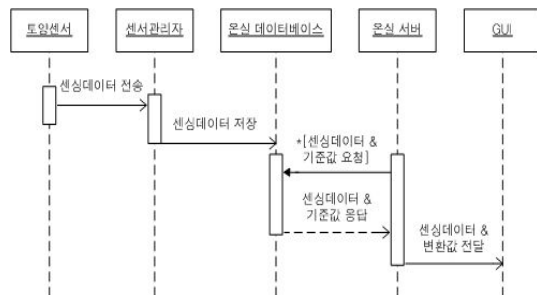 토양센서
센서관리자
온실 데이터베이스
온실 서버
GUI
센싱데이터 전송
센싱데이터 저장
*[센싱데이터 &
기준값 요청]
센싱데이터 &
기준값 응답
센싱데이터 &
변환값 전달